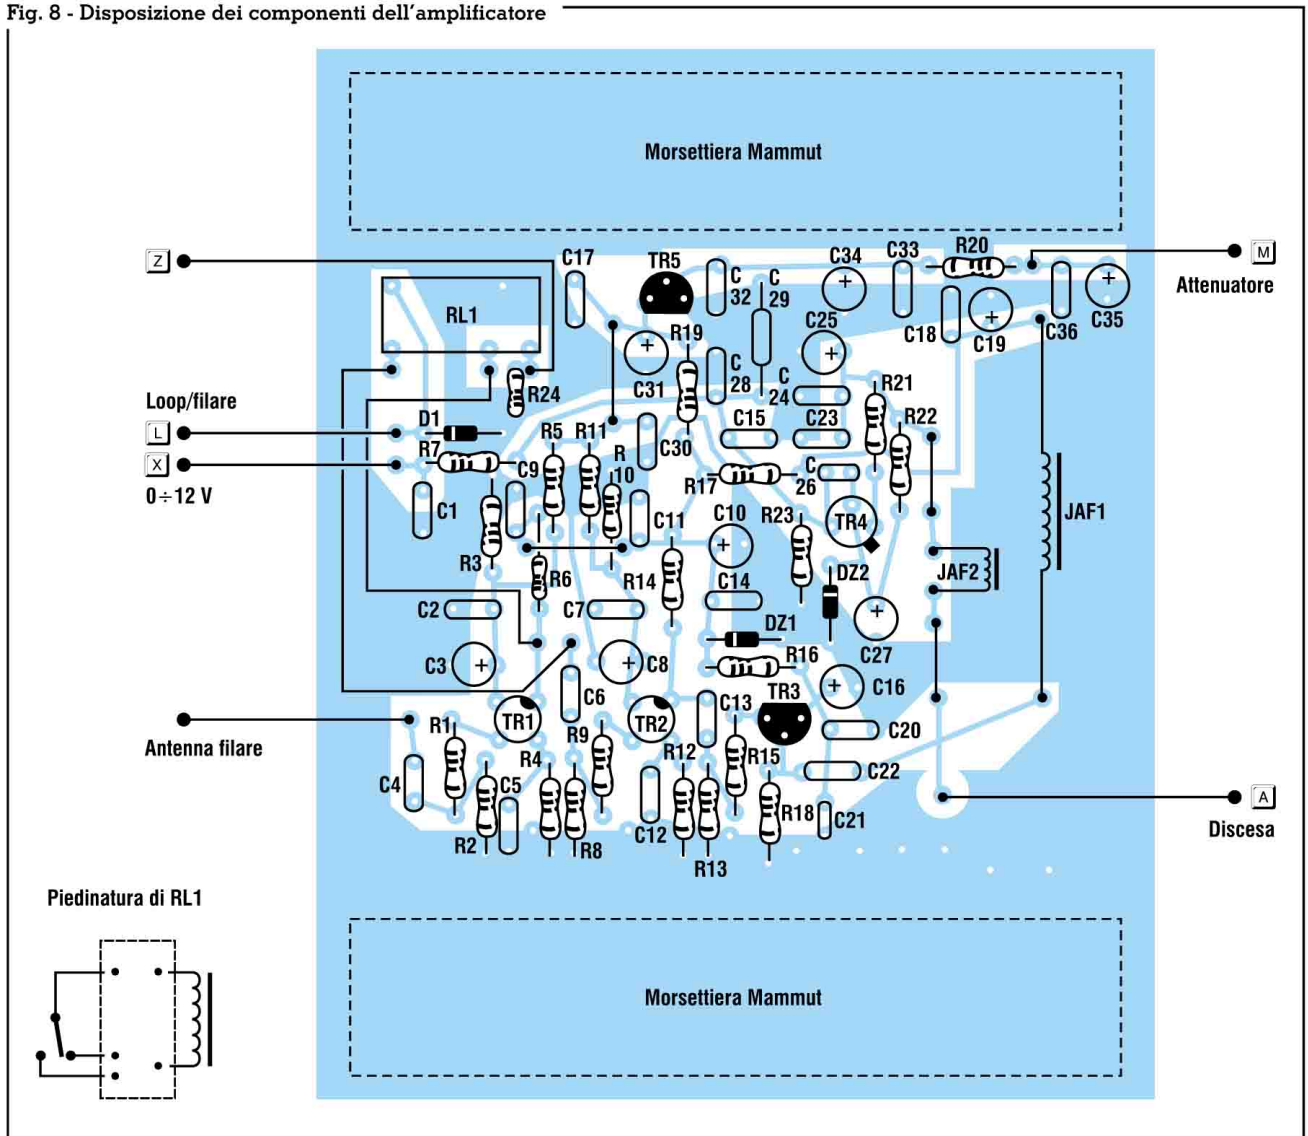 Fig. 8 - Disposizione dei componenti dell'amplificatore
Morsettiera Mammut
Z
C17
TR5
C 32
C 29
C34
C33
R20
M
Attenuatore
RL1
R19
C25
C18
C19
C36
C35
C31
C 28
C 24
R21
R24
Loop/filare
L
D1
R5
R11
C30
C15
C23
R22
X
R7
C9
R 10
R17
C 26
0÷12 V
C1
C11
C10
R23
TR4
JAF1
R3
R6
R14
C14
DZ2
JAF2
C2
C7
DZ1
C3
C8
R16
C27
C6
C13
TR3
C16
Antenna filare
R1
TR1
R9
TR2
C20
C4
R4
C5
R12
R15
C22
A
Discesa
R2
R8
C12
R13
R18
C21
Piedinatura di RL1
Morsettiera Mammut